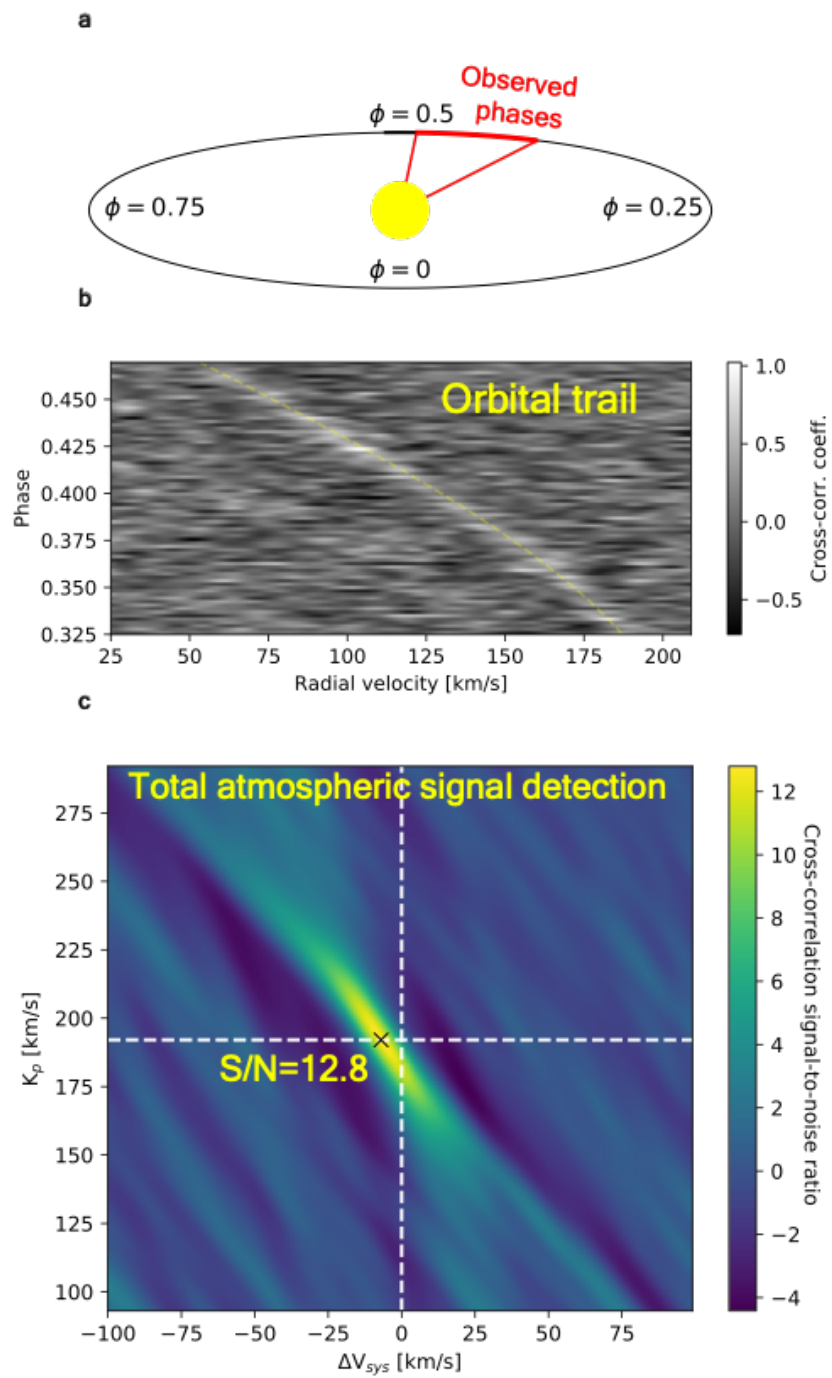 a
Observed
phases
ϕ = 0.5
ϕ = 0.75
ϕ = 0.25
ϕ = 0
b
Orbital trail
0.450
0.425
0.400
0.375
0.350
0.325
Phase
25 50 75 100 125 150 175 200
Radial velocity [km/s]
1.0
0.5
0.0
−0.5
Cross-corr. coeff.
c
Total atmospheric signal detection
S/N=12.8
275
250
225
200
175
150
125
100
Kp [km/s]
−100 −75 −50 −25 0 25 50 75
ΔVsys [km/s]
12
10
8
6
4
2
0
−2
−4
Cross-correlation signal-to-noise ratio